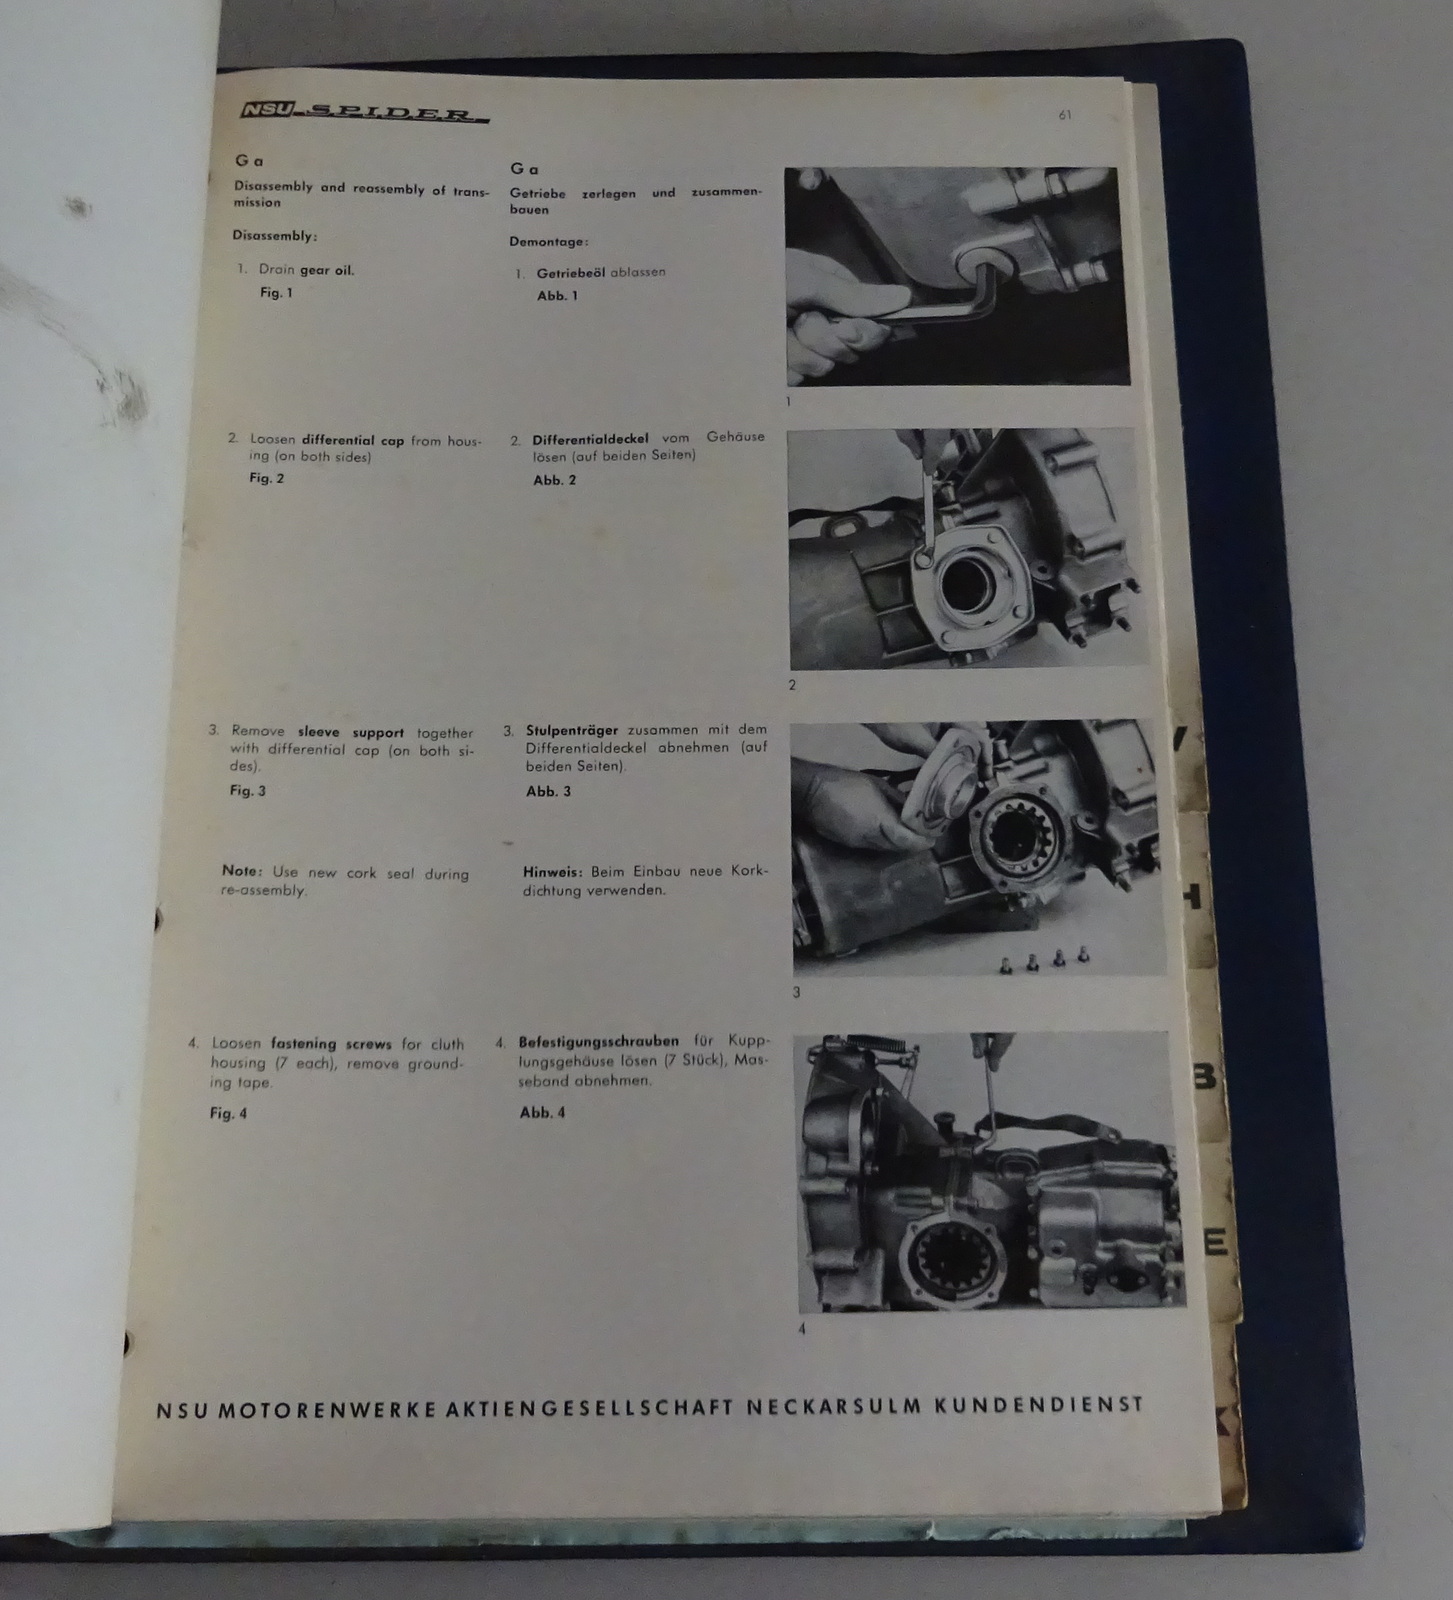 NSU SPIDER
61
Ga
Disassembly and reassembly of trans-
mission
Disassembly:
1. Drain gear oil.
Fig. 1
2. Loosen differential cap from hous-
ing (on both sides)
Fig. 2
3. Remove sleeve support together
with differential cap (on both si-
des).
Fig. 3
Note: Use new cork seal during
re-assembly.
4. Loosen fastening screws for cluth
housing (7 each), remove ground-
ing tape.
Fig. 4
Ga
Getriebe zerlegen und zusammen-
bauen
Demontage:
1. Getriebeöl ablassen
Abb. 1
2. Differentialdeckel vom Gehäuse
lösen (auf beiden Seiten)
Abb. 2
3. Stulpenträger zusammen mit dem
Differentialdeckel abnehmen (auf
beiden Seiten).
Abb. 3
Hinweis: Beim Einbau neue Kork-
dichtung verwenden.
4. Befestigungsschrauben für Kupp-
lungsgehäuse lösen (7 Stück), Mas-
seband abnehmen.
Abb. 4
1
2
3
4
NSU MOTORENWERKE AKTIENGESELLSCHAFT NECKARSULM KUNDENDIENST
H
B
E
K